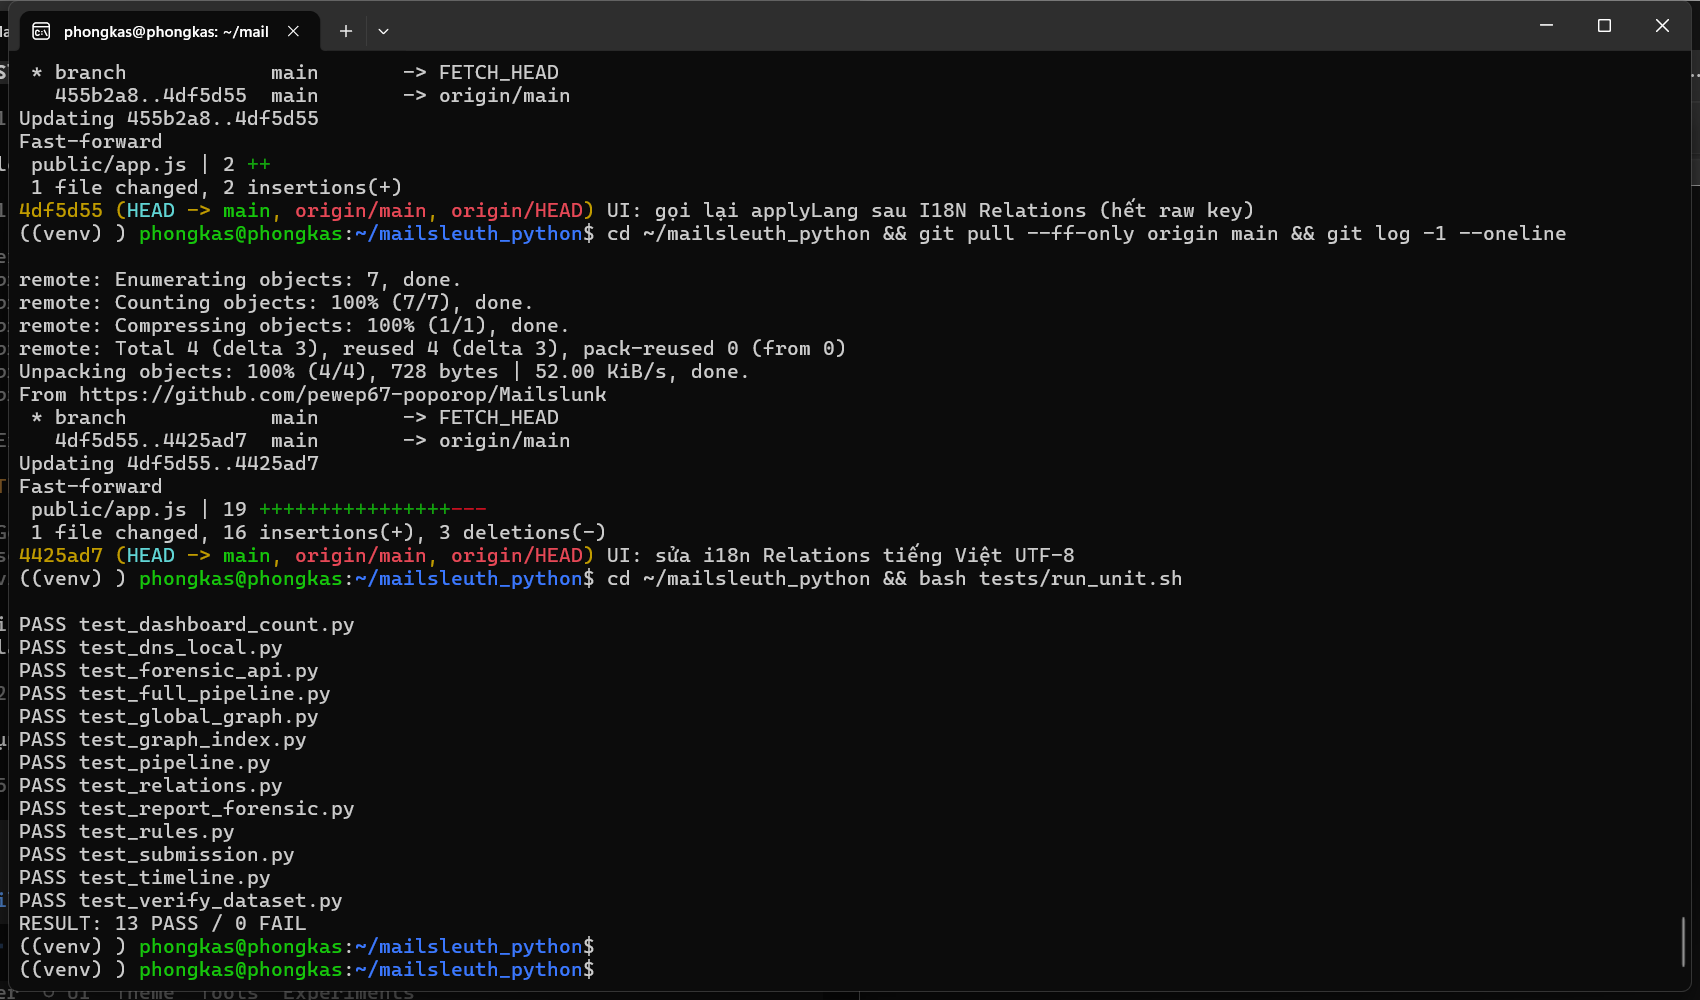 phongkas@phongkas: ~/mail
* branch            main       -> FETCH_HEAD
455b2a8..4df5d55  main       -> origin/main
Updating 455b2a8..4df5d55
Fast-forward
public/app.js | 2 ++
1 file changed, 2 insertions(+)
4df5d55 (HEAD -> main, origin/main, origin/HEAD) UI: gọi lại applyLang sau I18N Relations (hết raw key)
((venv) ) phongkas@phongkas:~/mailsleuth_python$ cd ~/mailsleuth_python && git pull --ff-only origin main && git log -1 --oneline
remote: Enumerating objects: 7, done.
remote: Counting objects: 100% (7/7), done.
remote: Compressing objects: 100% (1/1), done.
remote: Total 4 (delta 3), reused 4 (delta 3), pack-reused 0 (from 0)
Unpacking objects: 100% (4/4), 728 bytes | 52.00 KiB/s, done.
From https://github.com/pewep67-poporop/Mailslunk
* branch            main       -> FETCH_HEAD
4df5d55..4425ad7  main       -> origin/main
Updating 4df5d55..4425ad7
Fast-forward
public/app.js | 19 ++++++++++++++++---
1 file changed, 16 insertions(+), 3 deletions(-)
4425ad7 (HEAD -> main, origin/main, origin/HEAD) UI: sửa i18n Relations tiếng Việt UTF-8
((venv) ) phongkas@phongkas:~/mailsleuth_python$ cd ~/mailsleuth_python && bash tests/run_unit.sh
PASS test_dashboard_count.py
PASS test_dns_local.py
PASS test_forensic_api.py
PASS test_full_pipeline.py
PASS test_global_graph.py
PASS test_graph_index.py
PASS test_pipeline.py
PASS test_relations.py
PASS test_report_forensic.py
PASS test_rules.py
PASS test_submission.py
PASS test_timeline.py
PASS test_verify_dataset.py
RESULT: 13 PASS / 0 FAIL
((venv) ) phongkas@phongkas:~/mailsleuth_python$
((venv) ) phongkas@phongkas:~/mailsleuth_python$
UI Theme Tools Experiments